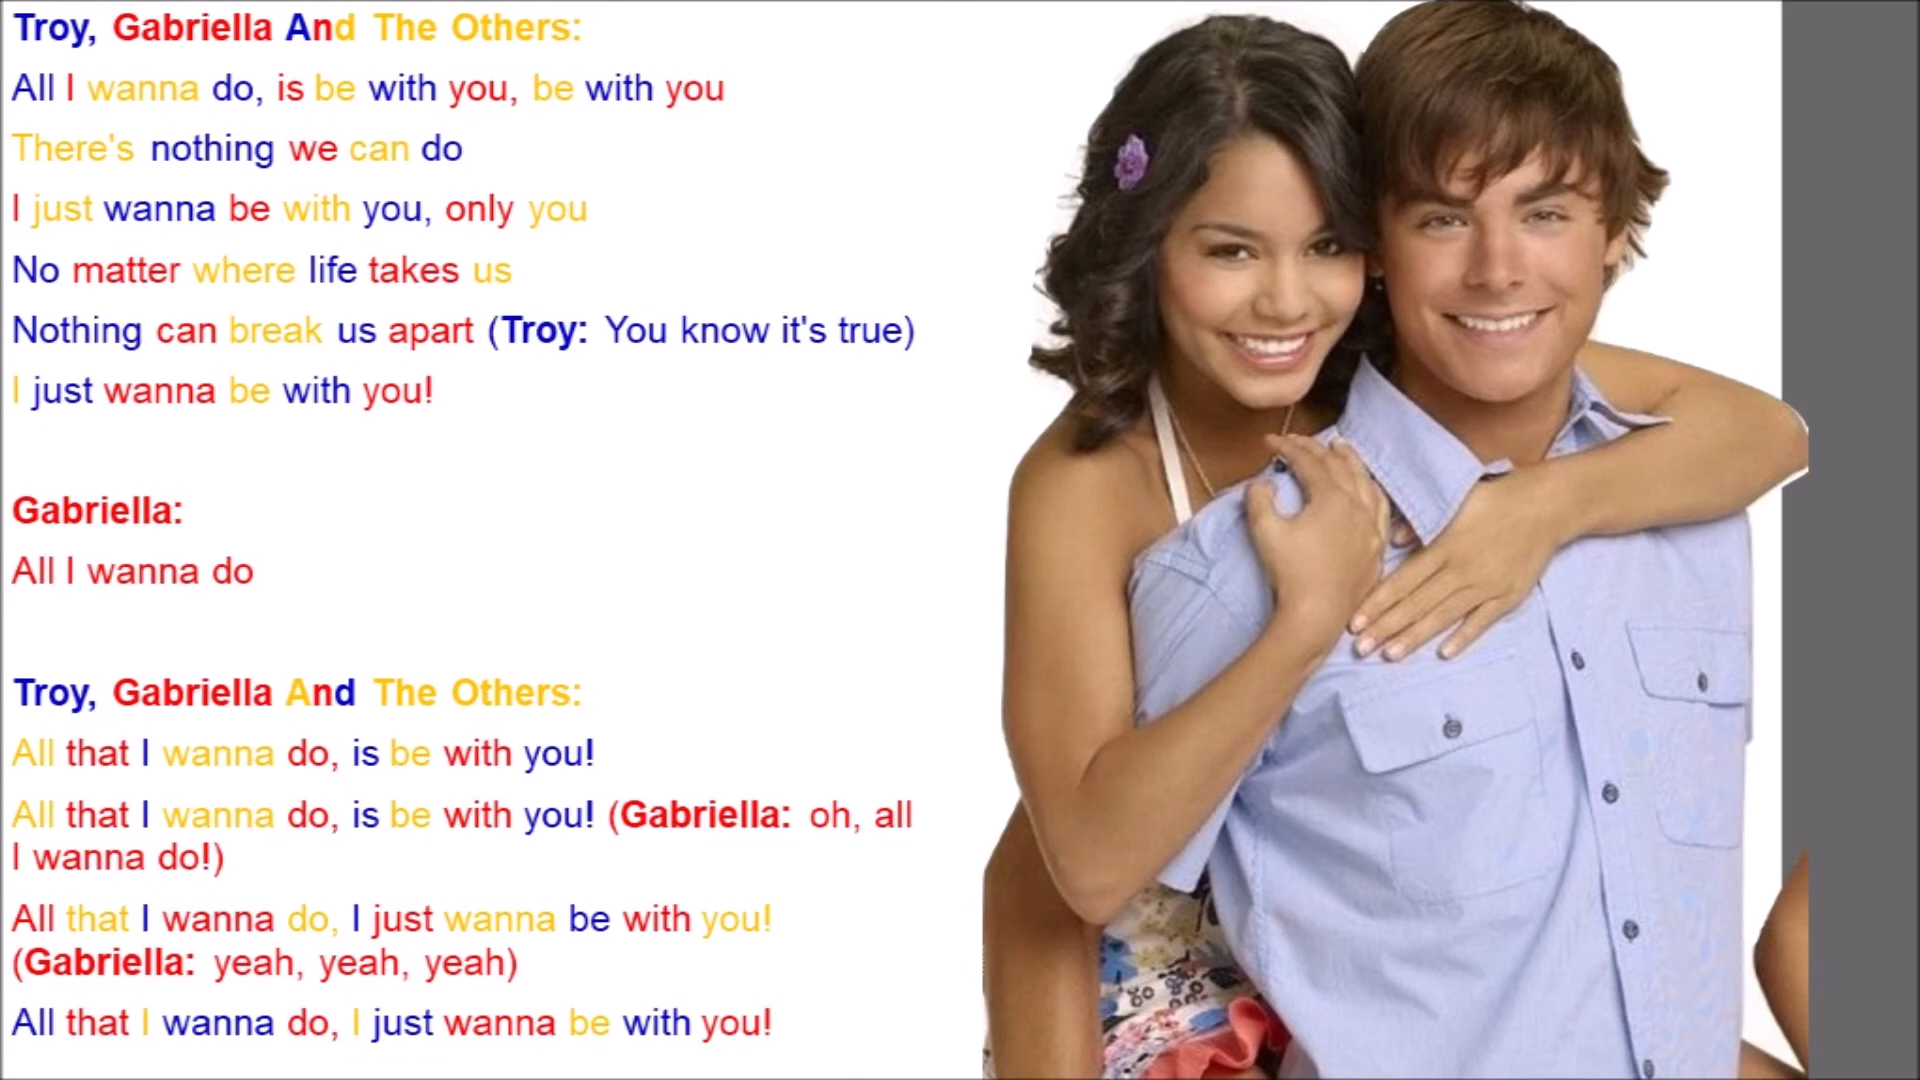 Troy, Gabriella And The Others:
All I wanna do, is be with you, be with you
There's nothing we can do
I just wanna be with you, only you
No matter where life takes us
Nothing can break us apart (Troy: You know it's true)
I just wanna be with you!
Gabriella:
All I wanna do
Troy, Gabriella And The Others:
All that I wanna do, is be with you!
All that I wanna do, is be with you! (Gabriella: oh, all
I wanna do!)
All that I wanna do, I just wanna be with you!
(Gabriella: yeah, yeah, yeah)
All that I wanna do, I just wanna be with you!